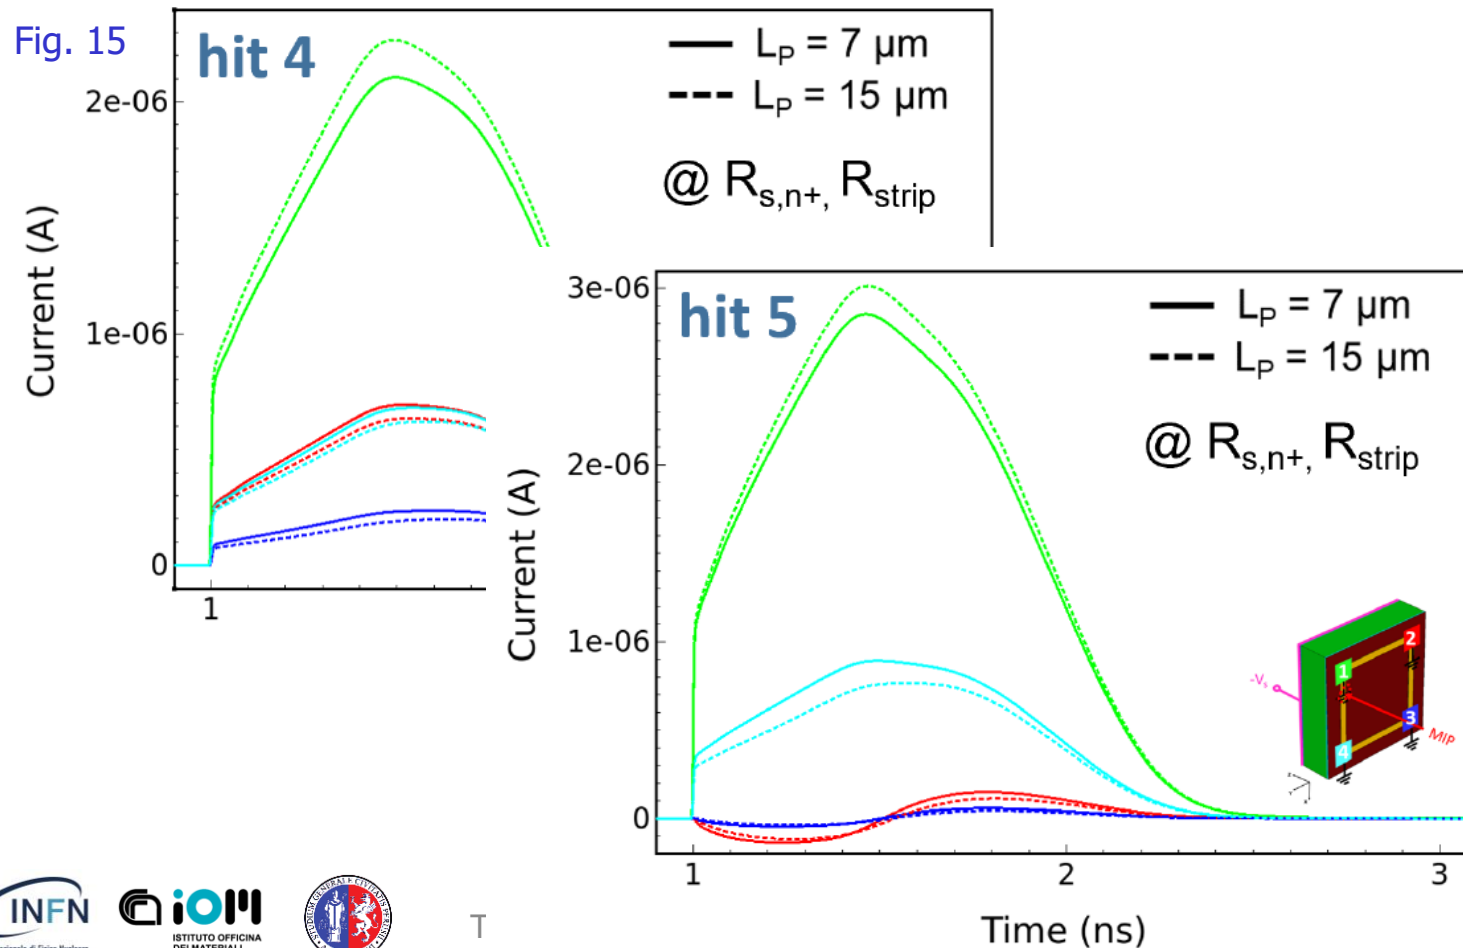 Fig. 15
hit 4
L_P = 7 µm
L_P = 15 µm
@ R_s,n+, R_strip
2e-06
1e-06
0
1
Current (A)
hit 5
L_P = 7 µm
L_P = 15 µm
@ R_s,n+, R_strip
3e-06
2e-06
1e-06
0
1
2
3
Current (A)
Time (ns)
1
2
3
4
MIP
INFN
iOM
ISTITUTO OFFICINA
DEI MATERIALI
T